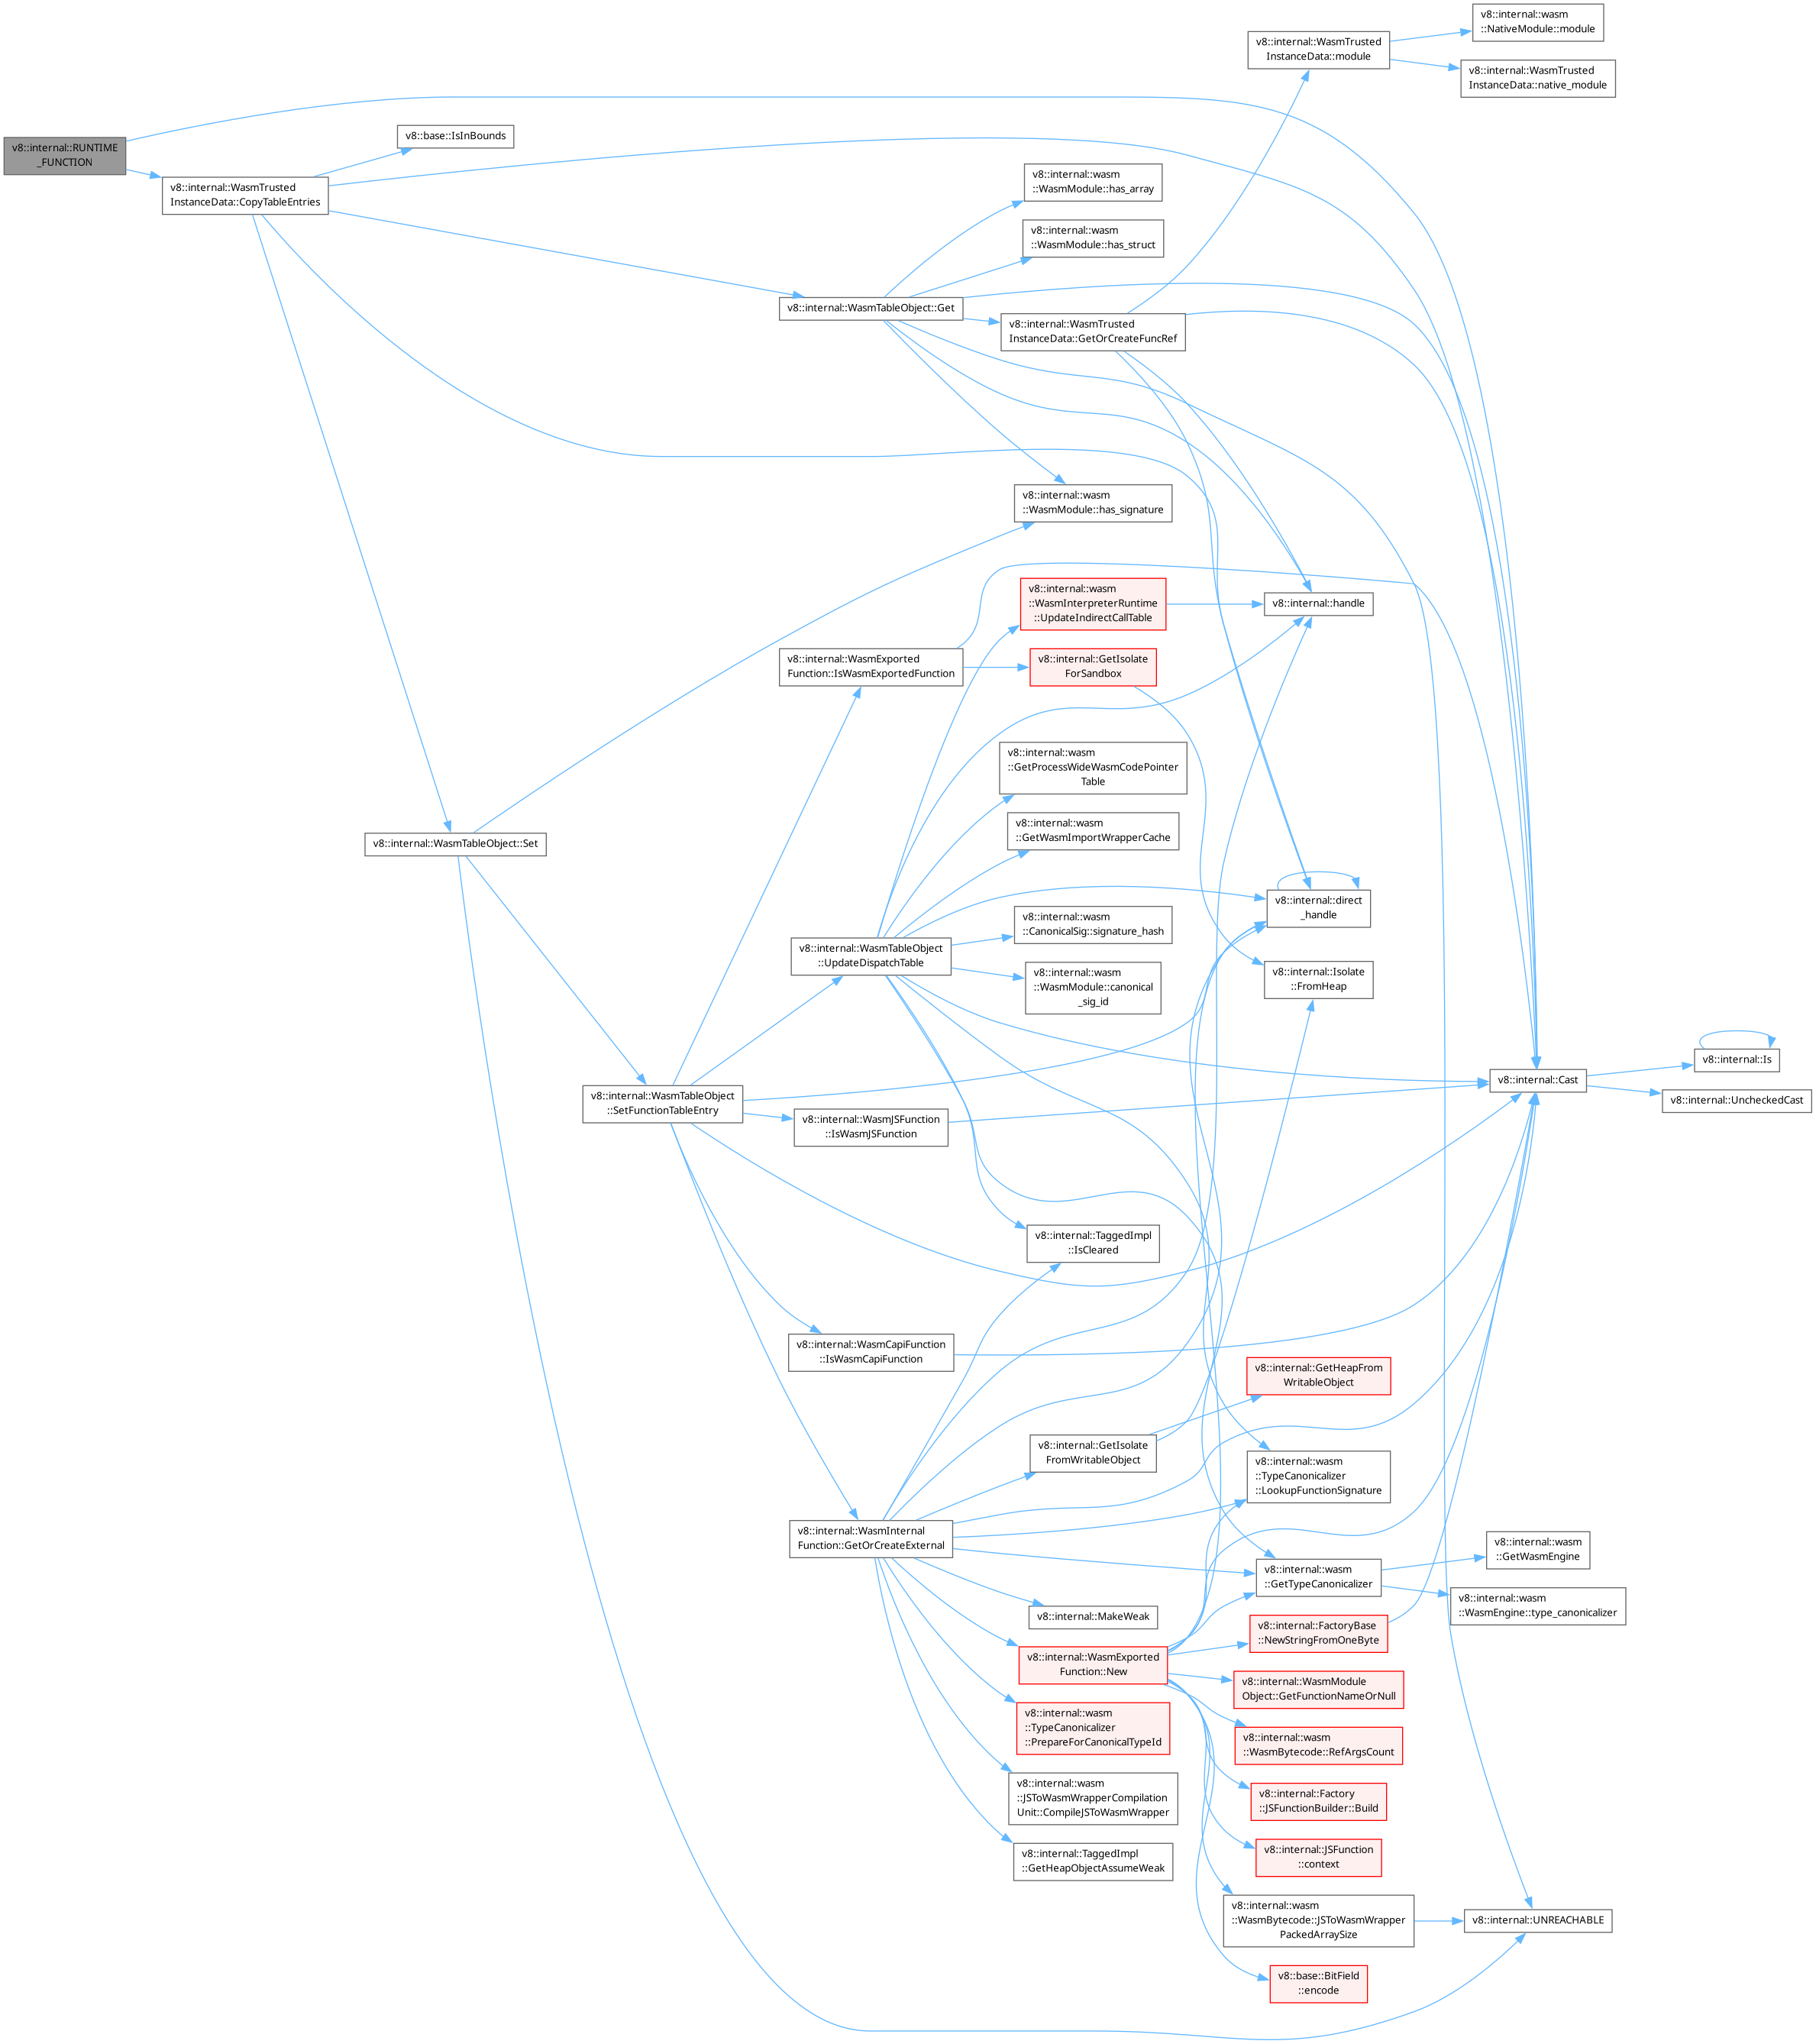 v8::internal::RUNTIME
_FUNCTION
v8::internal::WasmTrusted
InstanceData::CopyTableEntries
v8::base::IsInBounds
v8::internal::WasmTableObject::Set
v8::internal::WasmTableObject
::SetFunctionTableEntry
v8::internal::WasmTableObject::Get
v8::internal::WasmExported
Function::IsWasmExportedFunction
v8::internal::WasmTableObject
::UpdateDispatchTable
v8::internal::WasmJSFunction
::IsWasmJSFunction
v8::internal::WasmCapiFunction
::IsWasmCapiFunction
v8::internal::WasmInternal
Function::GetOrCreateExternal
v8::internal::wasm
::WasmModule::has_array
v8::internal::wasm
::WasmModule::has_struct
v8::internal::WasmTrusted
InstanceData::GetOrCreateFuncRef
v8::internal::wasm
::WasmModule::has_signature
v8::internal::wasm
::WasmInterpreterRuntime
::UpdateIndirectCallTable
v8::internal::GetIsolate
ForSandbox
v8::internal::wasm
::GetProcessWideWasmCodePointer
Table
v8::internal::wasm
::GetWasmImportWrapperCache
v8::internal::wasm
::CanonicalSig::signature_hash
v8::internal::wasm
::WasmModule::canonical
_sig_id
v8::internal::TaggedImpl
::IsCleared
v8::internal::GetIsolate
FromWritableObject
v8::internal::MakeWeak
v8::internal::WasmExported
Function::New
v8::internal::wasm
::TypeCanonicalizer
::PrepareForCanonicalTypeId
v8::internal::wasm
::JSToWasmWrapperCompilation
Unit::CompileJSToWasmWrapper
v8::internal::TaggedImpl
::GetHeapObjectAssumeWeak
v8::internal::WasmTrusted
InstanceData::module
v8::internal::handle
v8::internal::direct
_handle
v8::internal::Isolate
::FromHeap
v8::internal::GetHeapFrom
WritableObject
v8::internal::wasm
::TypeCanonicalizer
::LookupFunctionSignature
v8::internal::wasm
::GetTypeCanonicalizer
v8::internal::FactoryBase
::NewStringFromOneByte
v8::internal::WasmModule
Object::GetFunctionNameOrNull
v8::internal::wasm
::WasmBytecode::RefArgsCount
v8::internal::Factory
::JSFunctionBuilder::Build
v8::internal::JSFunction
::context
v8::internal::wasm
::WasmBytecode::JSToWasmWrapper
PackedArraySize
v8::base::BitField
::encode
v8::internal::wasm
::NativeModule::module
v8::internal::WasmTrusted
InstanceData::native_module
v8::internal::Cast
v8::internal::wasm
::GetWasmEngine
v8::internal::wasm
::WasmEngine::type_canonicalizer
v8::internal::UNREACHABLE
v8::internal::Is
v8::internal::UncheckedCast